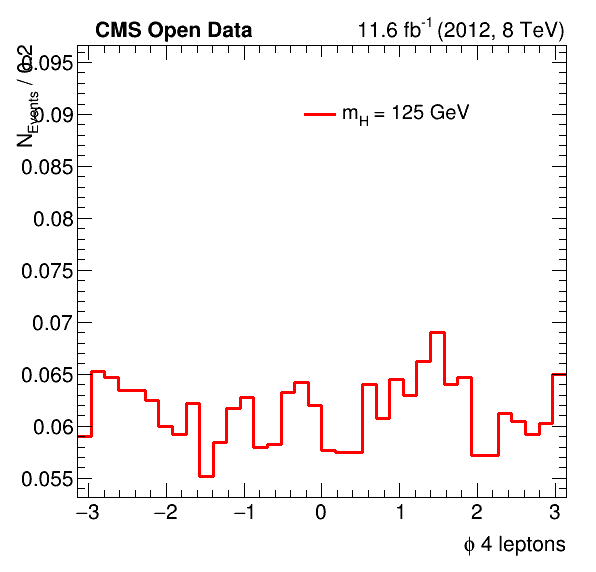 CMS Open Data
11.6 fb⁻¹ (2012, 8 TeV)
N_Events / 0.2
m_H = 125 GeV
0.095
0.09
0.085
0.08
0.075
0.07
0.065
0.06
0.055
−3 −2 −1 0 1 2 3
ϕ 4 leptons